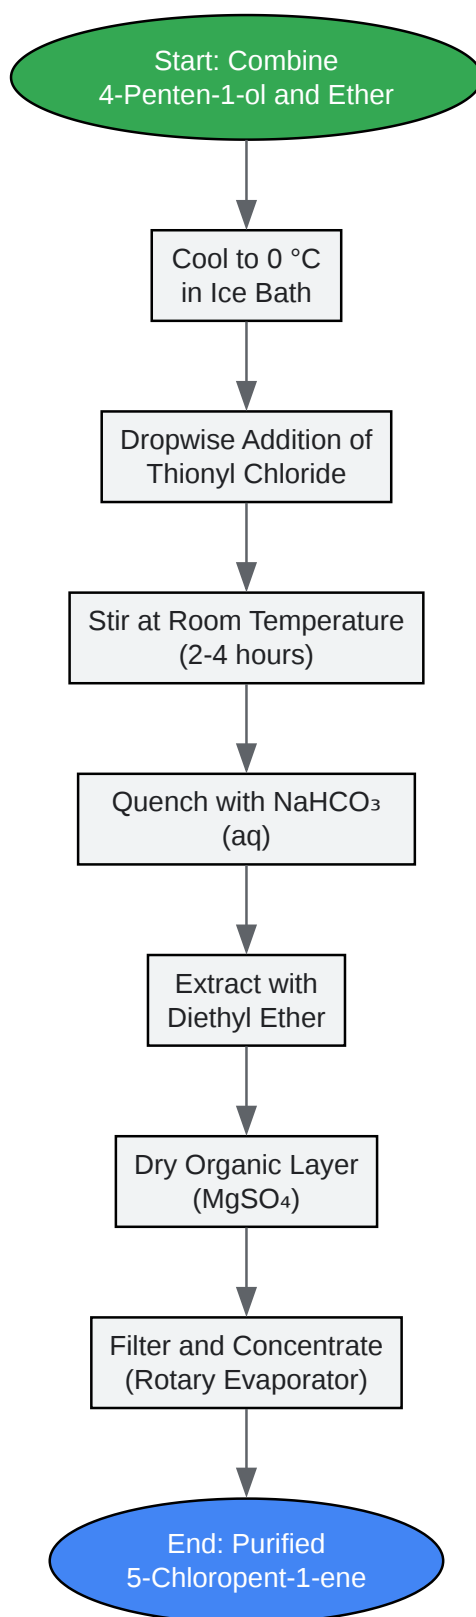 Start: Combine
4-Penten-1-ol and Ether
Cool to 0 °C
in Ice Bath
Dropwise Addition of
Thionyl Chloride
Stir at Room Temperature
(2-4 hours)
Quench with NaHCO₃
(aq)
Extract with
Diethyl Ether
Dry Organic Layer
(MgSO₄)
Filter and Concentrate
(Rotary Evaporator)
End: Purified
5-Chloropent-1-ene